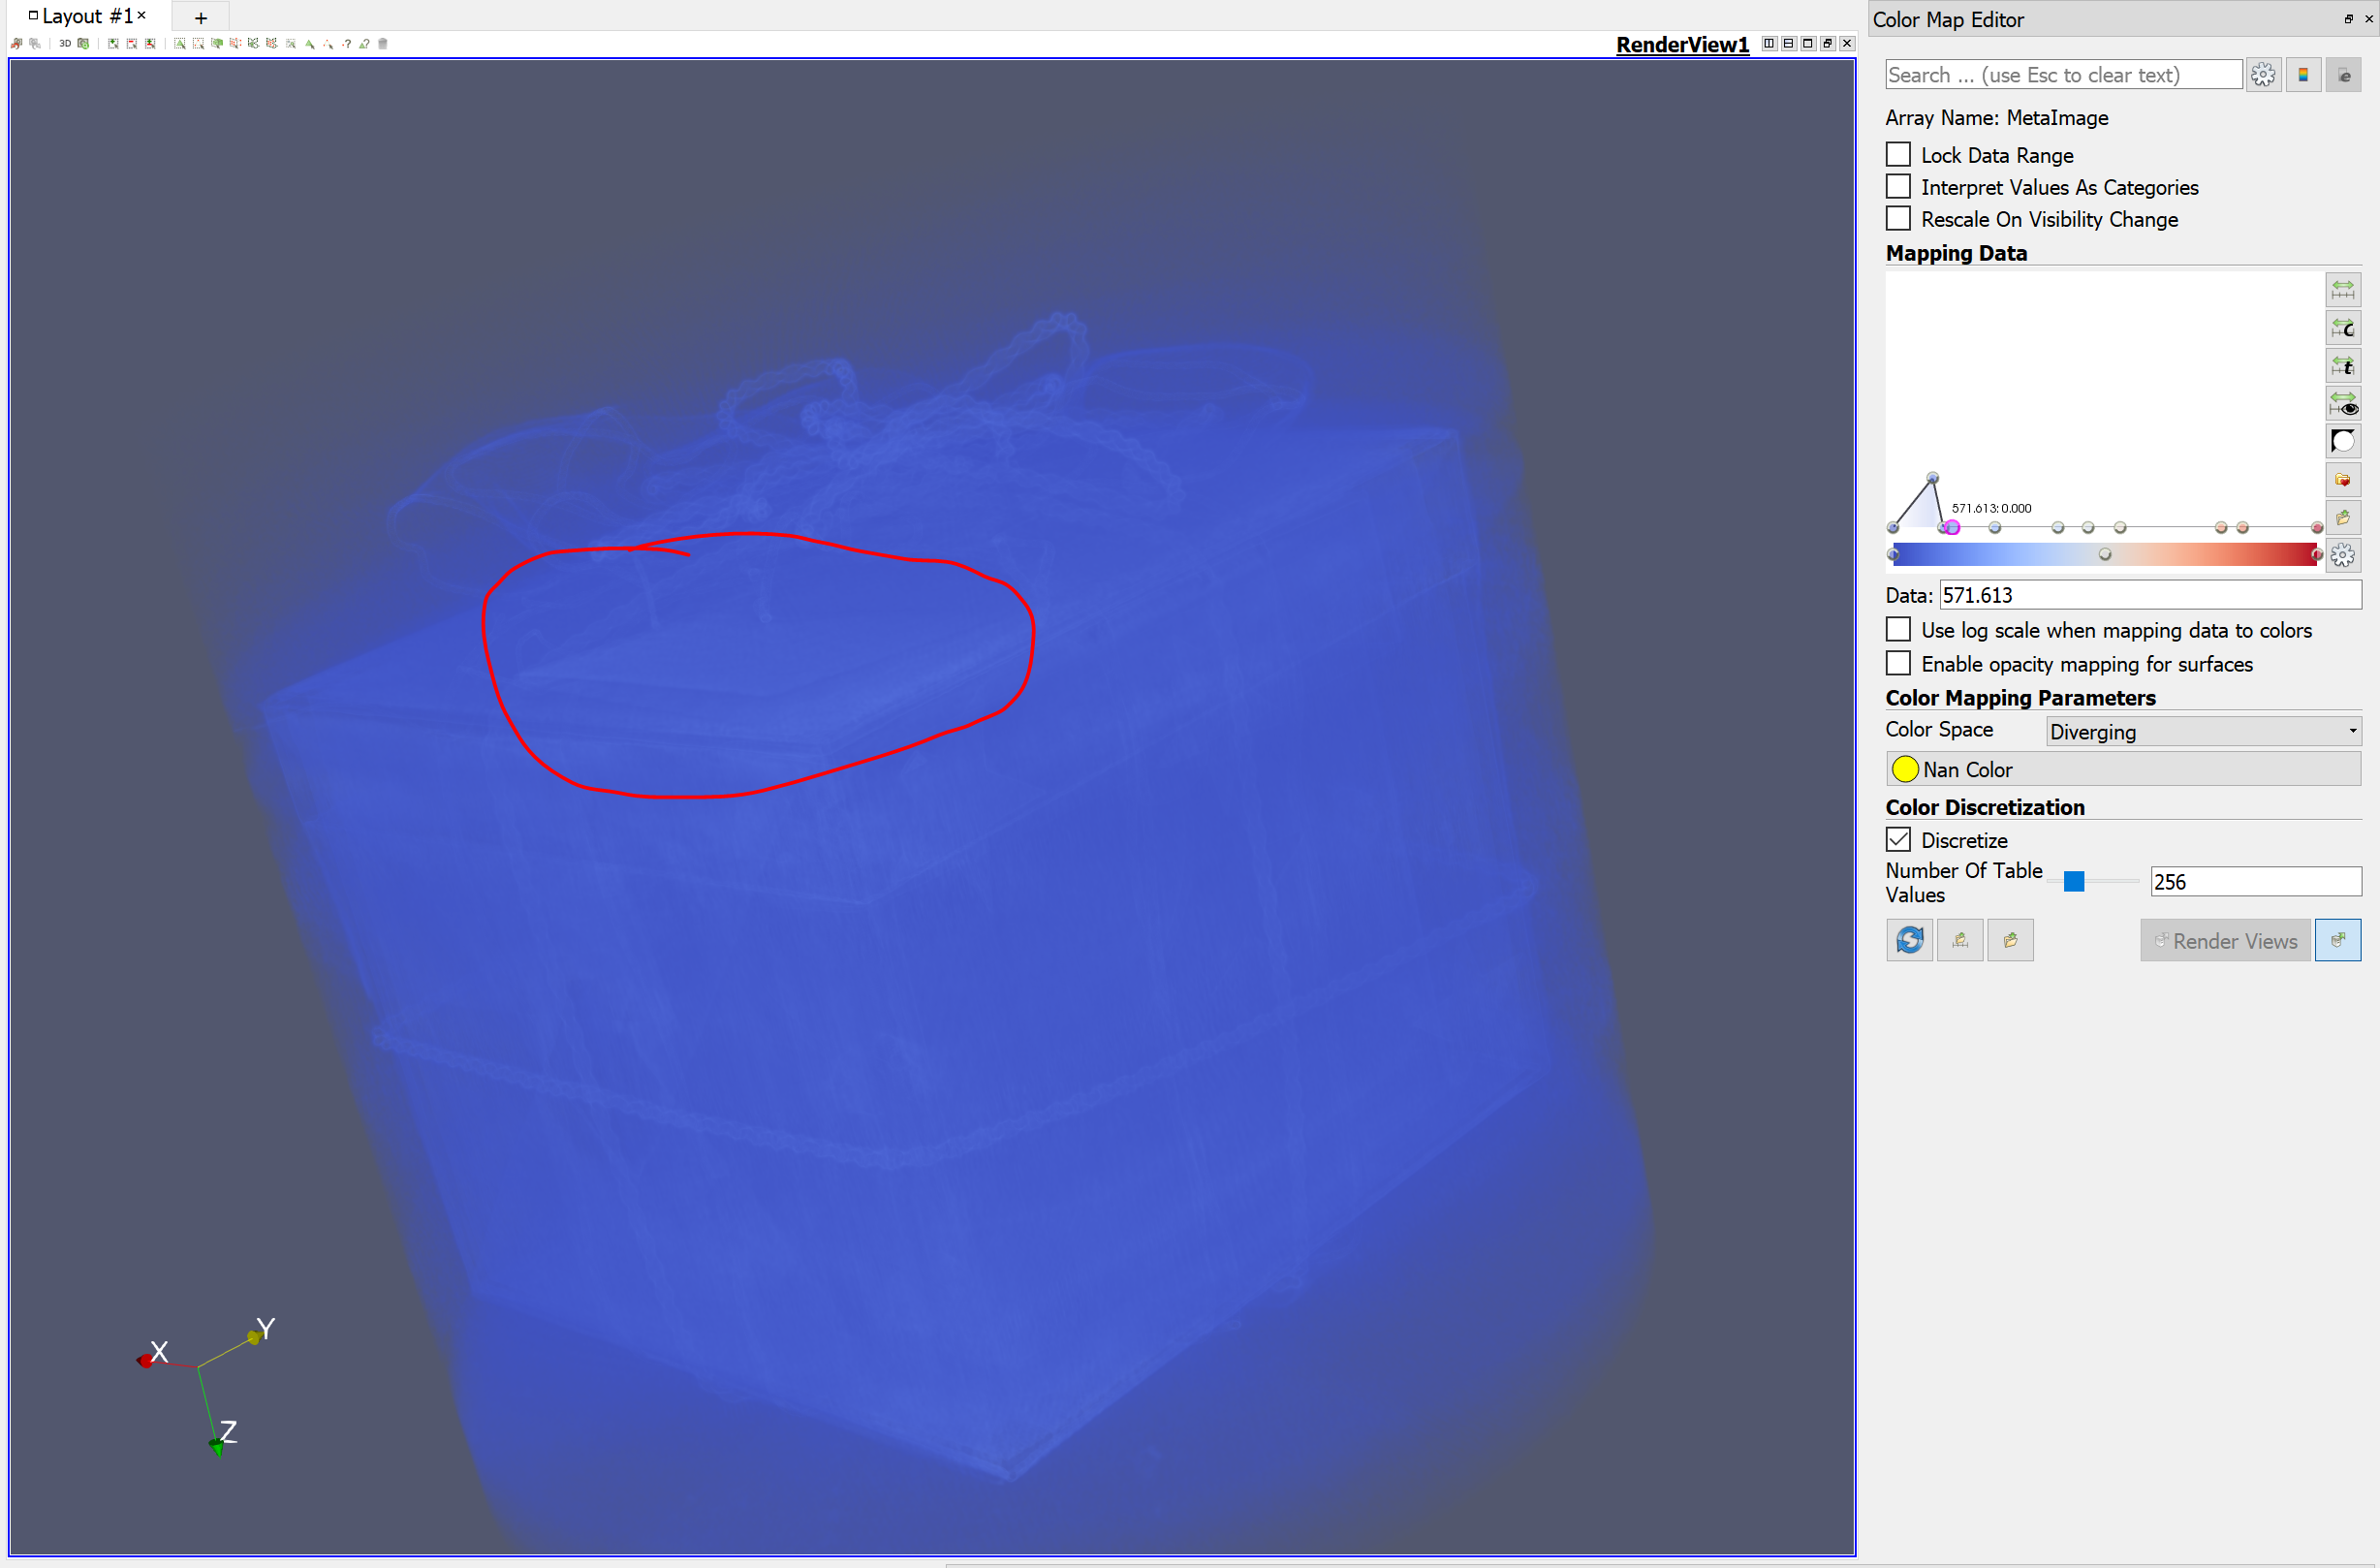 Layout #1
+
3D
RenderView1
X
Y
Z
Color Map Editor
Search ... (use Esc to clear text)
e
Array Name: MetaImage
Lock Data Range
Interpret Values As Categories
Rescale On Visibility Change
Mapping Data
c
t
571.613; 0.000
Data: 571.613
Use log scale when mapping data to colors
Enable opacity mapping for surfaces
Color Mapping Parameters
Color Space Diverging
Nan Color
Color Discretization
Discretize
Number Of Table
Values
256
Render Views